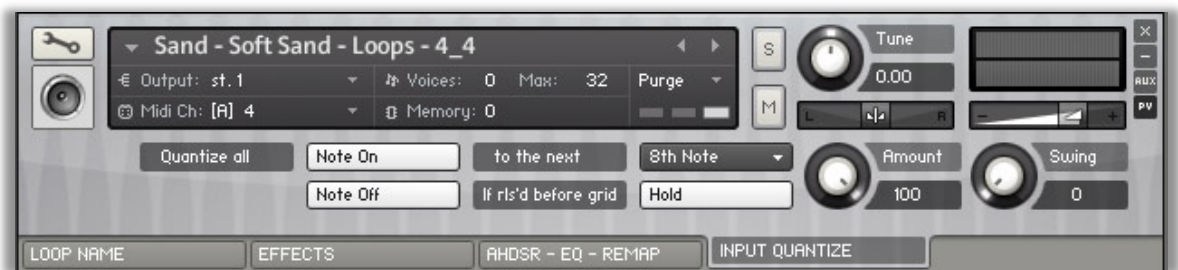 Sand - Soft Sand - Loops - 4_4
S
Tune
×
Output: st.1
Voices: 0 Max: 32
Purge
0.00
AUX
Midi Ch: [A] 4
Memory: 0
M
L
R
-
+
PV
Quantize all
Note On
to the next
8th Note
Amount
Swing
Note Off
If rls'd before grid
Hold
100
0
LOOP NAME
EFFECTS
AHDSR - EQ - REMAP
INPUT QUANTIZE